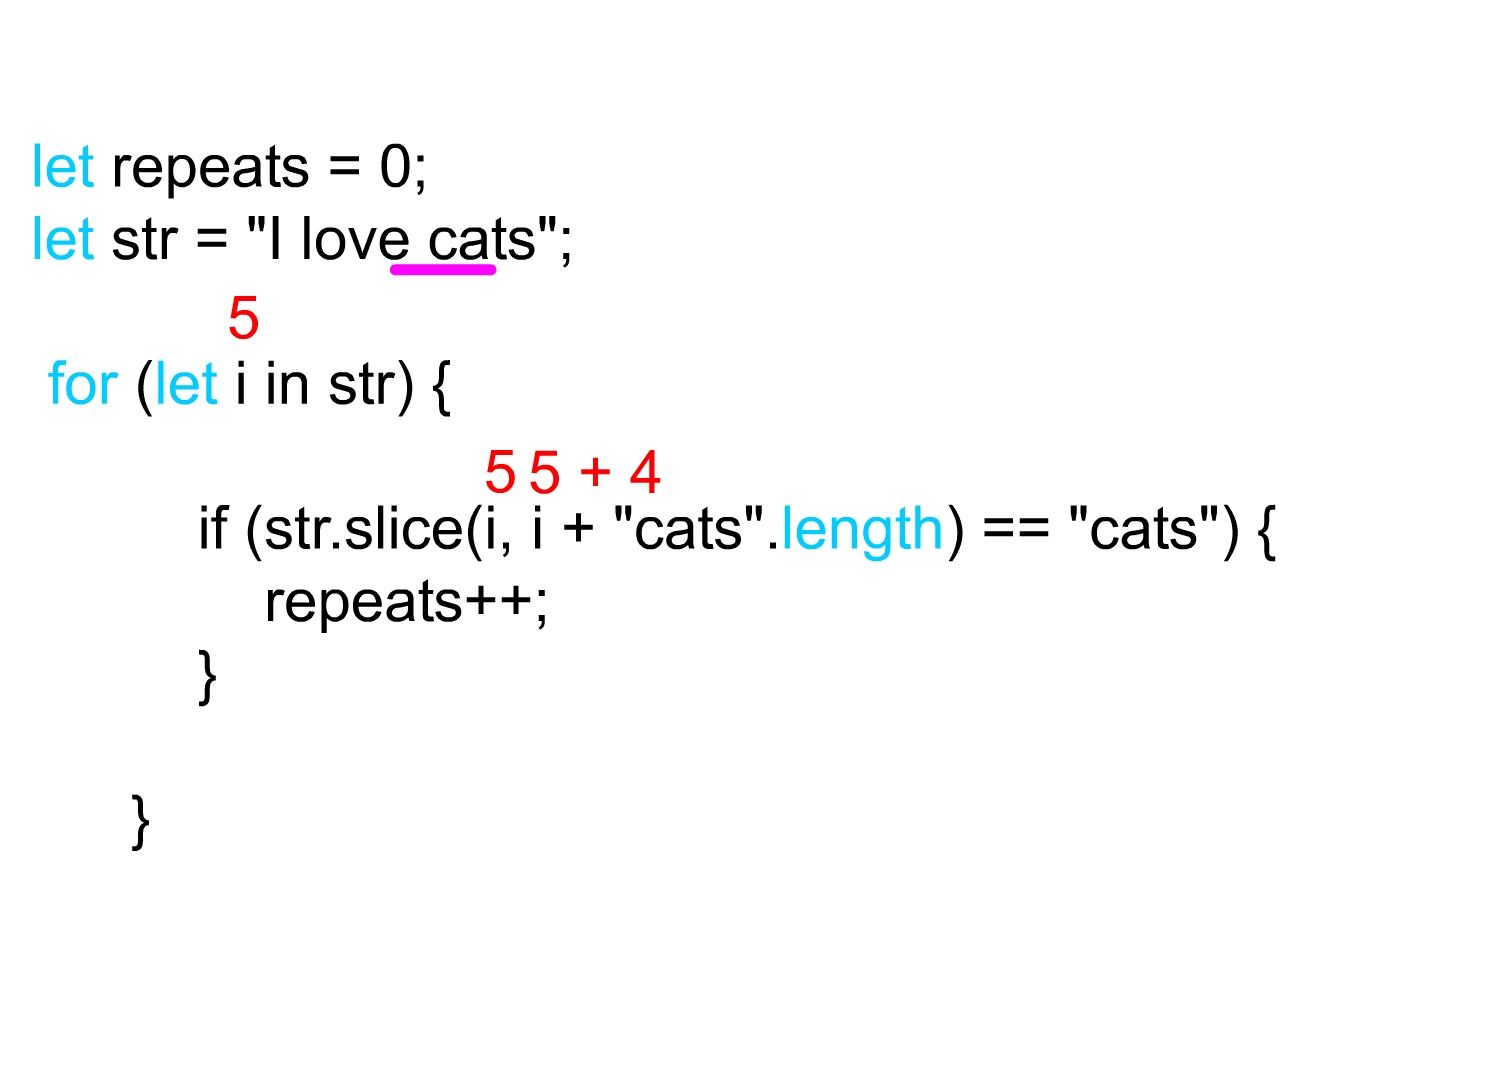 let repeats = 0;
let str = "I love cats";
5
for (let i in str) {
5 5 + 4
if (str.slice(i, i + "cats".length) == "cats") {
repeats++;
}
}